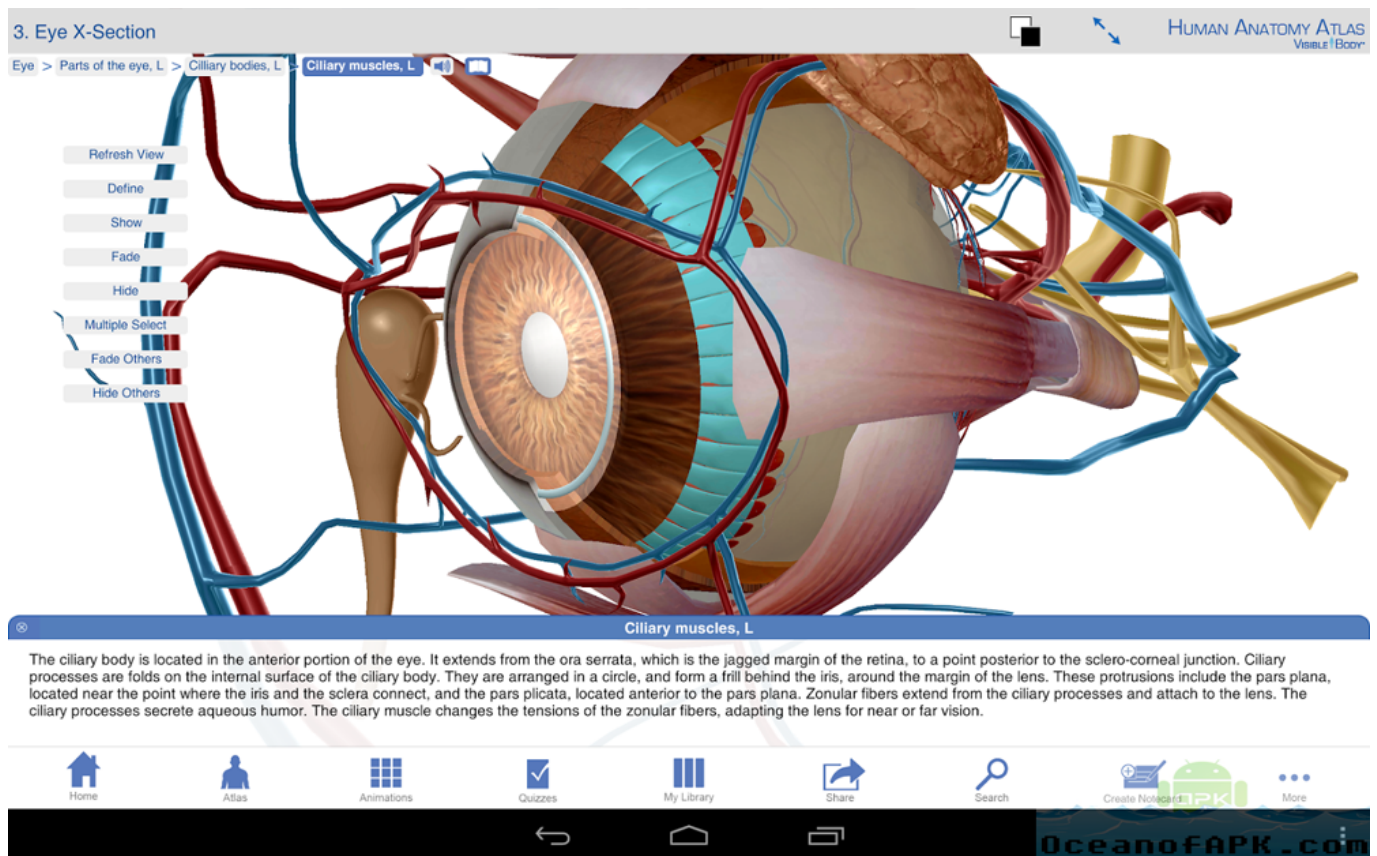 3. Eye X-Section
HUMAN ANATOMY ATLAS
VISIBLE BODY
Eye > Parts of the eye, L > Cilliary bodies, L > Ciliary muscles, L
Refresh View
Define
Show
Fade
Hide
Multiple Select
Fade Others
Hide Others
Ciliary muscles, L
The ciliary body is located in the anterior portion of the eye. It extends from the ora serrata, which is the jagged margin of the retina, to a point posterior to the sclero-corneal junction. Ciliary
processes are folds on the internal surface of the ciliary body. They are arranged in a circle, and form a frill behind the iris, around the margin of the lens. These protrusions include the pars plana,
located near the point where the iris and the sclera connect, and the pars plicata, located anterior to the pars plana. Zonular fibers extend from the ciliary processes and attach to the lens. The
ciliary processes secrete aqueous humor. The ciliary muscle changes the tensions of the zonular fibers, adapting the lens for near or far vision.
Home Atlas Animations Quizzes My Library Share Search Create Notecard More
APK
OceanofAPK.com